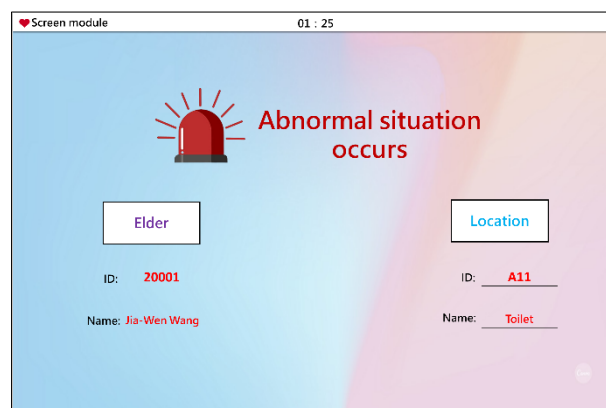 Screen module
01 : 25
Abnormal situation
occurs
Elder
Location
ID: 20001
ID: A11
Name: Jia-Wen Wang
Name: Toilet